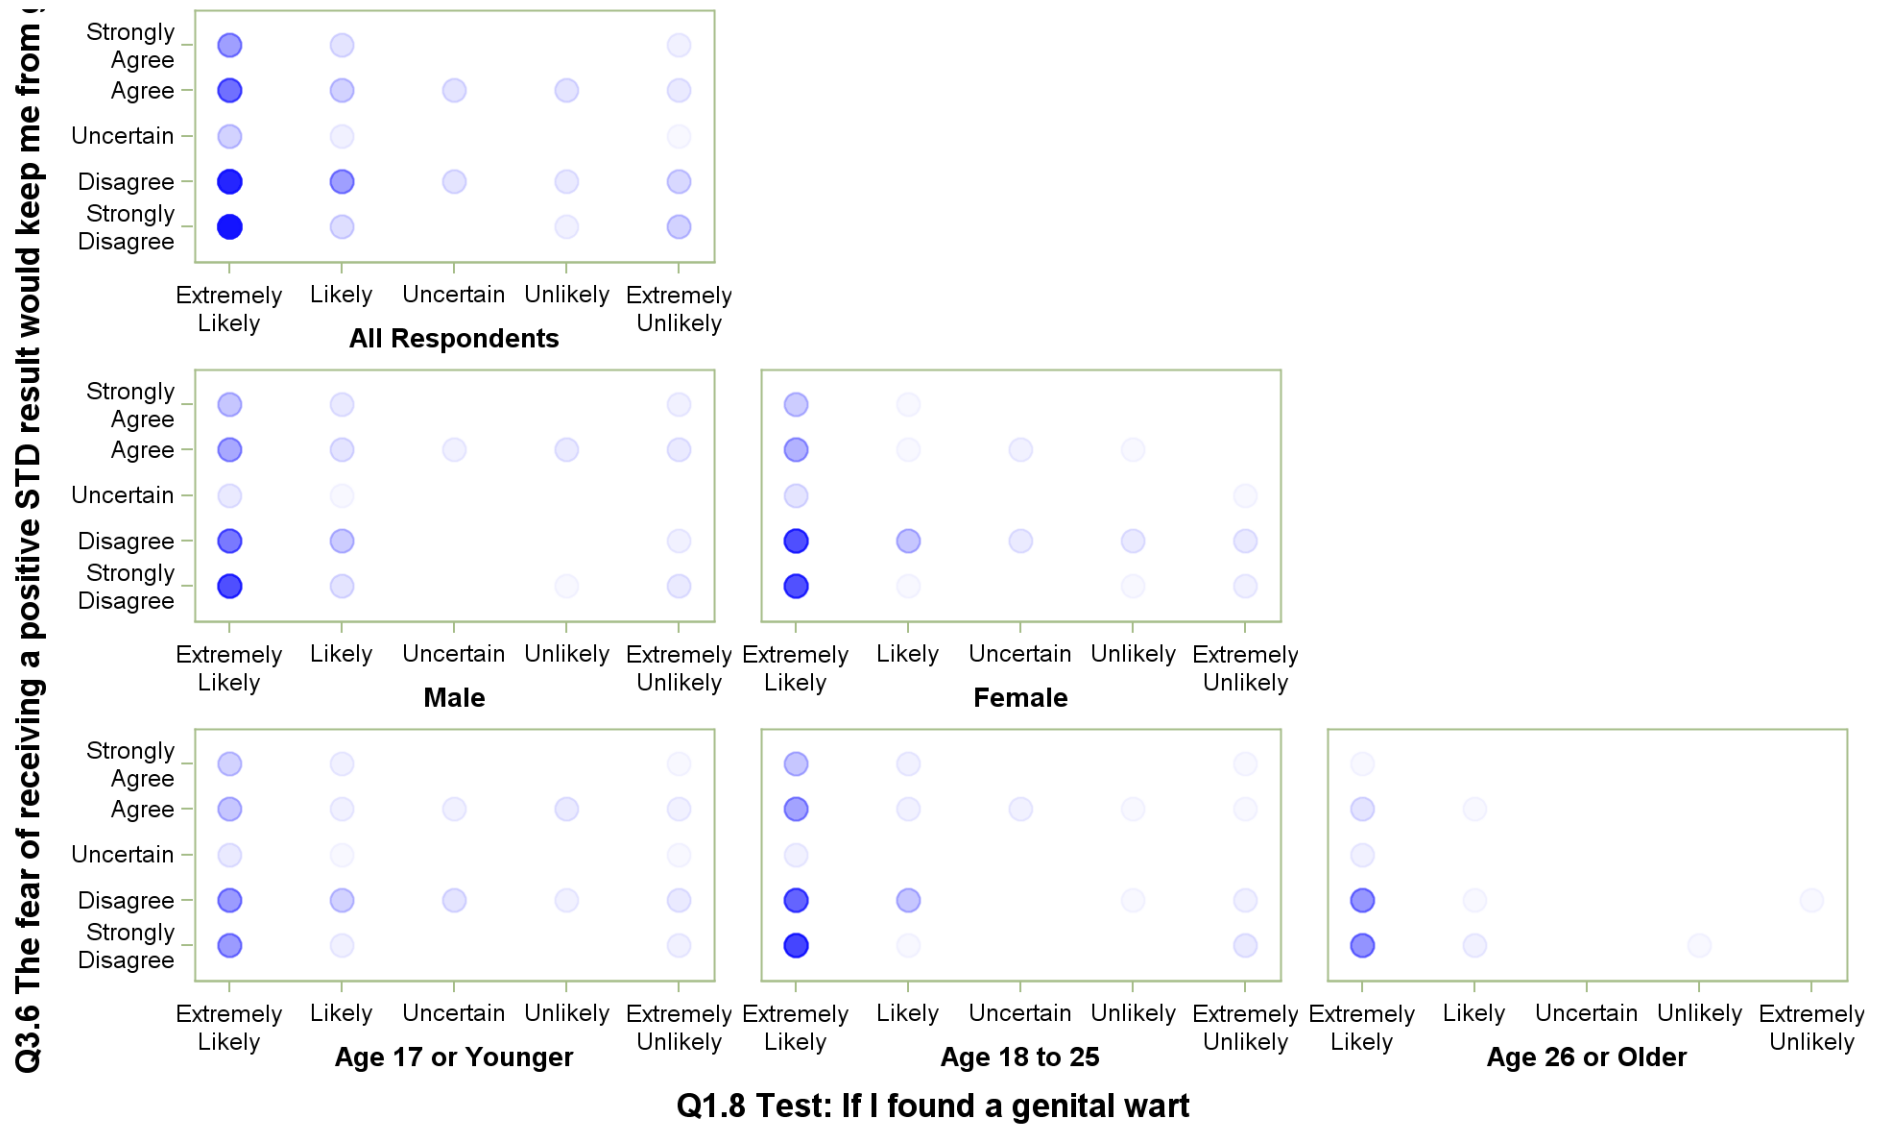 Q3.6 The fear of receiving a positive STD result would keep me from
Strongly
Agree
Agree
Uncertain
Disagree
Strongly
Disagree
Extremely
Likely
Likely
Uncertain
Unlikely
Extremely
Unlikely
All Respondents
Strongly
Agree
Agree
Uncertain
Disagree
Strongly
Disagree
Extremely
Likely
Likely
Uncertain
Unlikely
Extremely
Unlikely
Male
Extremely
Likely
Likely
Uncertain
Unlikely
Extremely
Unlikely
Female
Strongly
Agree
Agree
Uncertain
Disagree
Strongly
Disagree
Extremely
Likely
Likely
Uncertain
Unlikely
Extremely
Unlikely
Age 17 or Younger
Extremely
Likely
Likely
Uncertain
Unlikely
Extremely
Unlikely
Age 18 to 25
Extremely
Likely
Likely
Uncertain
Unlikely
Extremely
Unlikely
Age 26 or Older
Q1.8 Test: If I found a genital wart